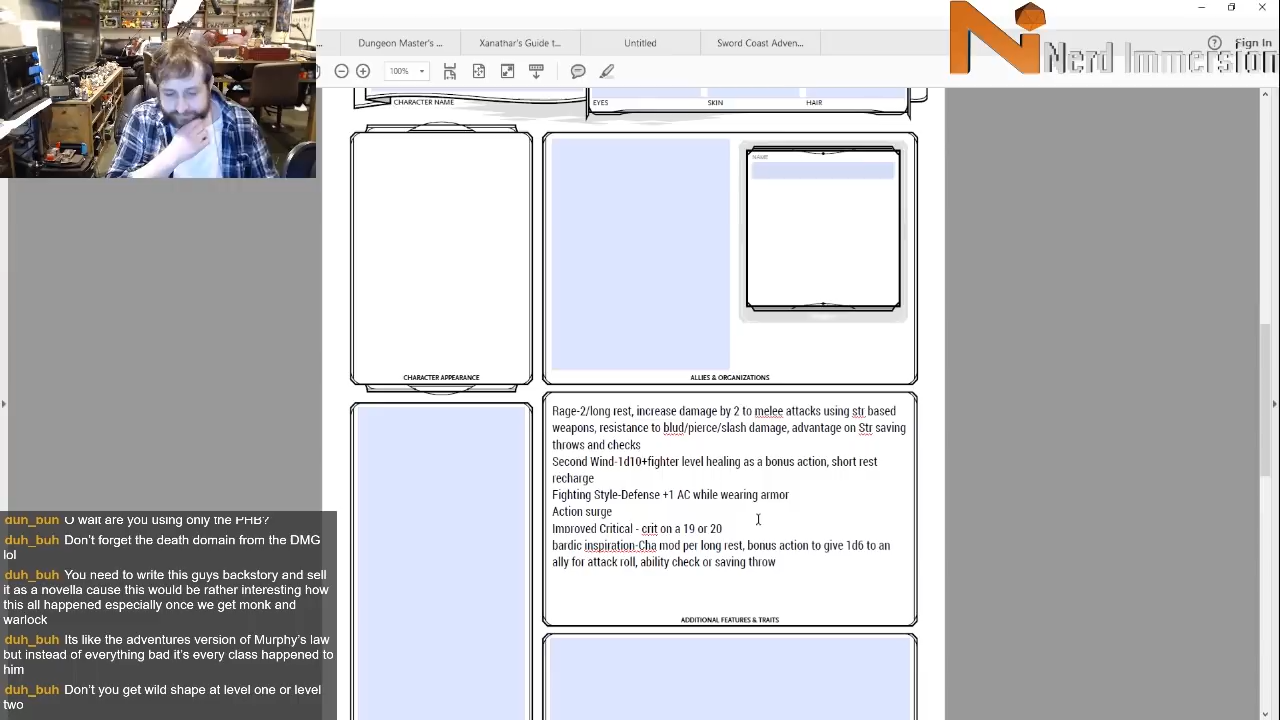 Dungeon Master's ...
Xanathar's Guide t...
Untitled
Sword Coast Adven...
Sign In
Nerd Immersion
100%
CHARACTER NAME
EYES
SKIN
HAIR
NAME
CHARACTER APPEARANCE
ALLIES & ORGANIZATIONS
Rage-2/long rest, increase damage by 2 to melee attacks using str based
weapons, resistance to blud/pierce/slash damage, advantage on Str saving
throws and checks
Second Wind-1d10+fighter level healing as a bonus action, short rest
recharge
Fighting Style-Defense +1 AC while wearing armor
Action surge
Improved Critical - crit on a 19 or 20
bardic inspiration-Cha mod per long rest, bonus action to give 1d6 to an
ally for attack roll, ability check or saving throw
ADDITIONAL FEATURES & TRAITS
duh_buh O wait are you using only the PHB?
duh_buh Don't forget the death domain from the DMG
lol
duh_buh You need to write this guys backstory and sell
it as a novella cause this would be rather interesting how
this all happened especially once we get monk and
warlock
duh_buh Its like the adventures version of Murphy's law
but instead of everything bad it's every class happened to
him
duh_buh Don't you get wild shape at level one or level
two